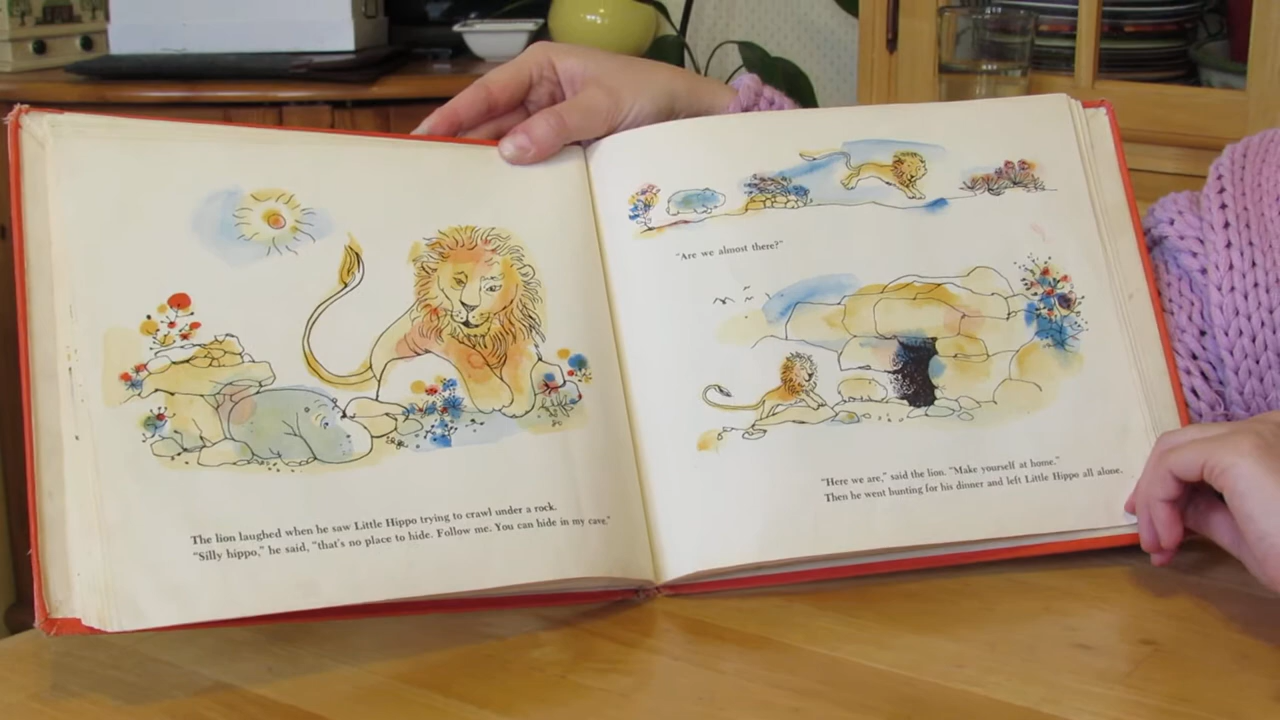 The lion laughed when he saw Little Hippo trying to crawl under a rock.
"Silly hippo," he said, "that's no place to hide. Follow me. You can hide in my cave."
"Are we almost there?"
"Here we are," said the lion. "Make yourself at home."
Then he went hunting for his dinner and left Little Hippo all alone.